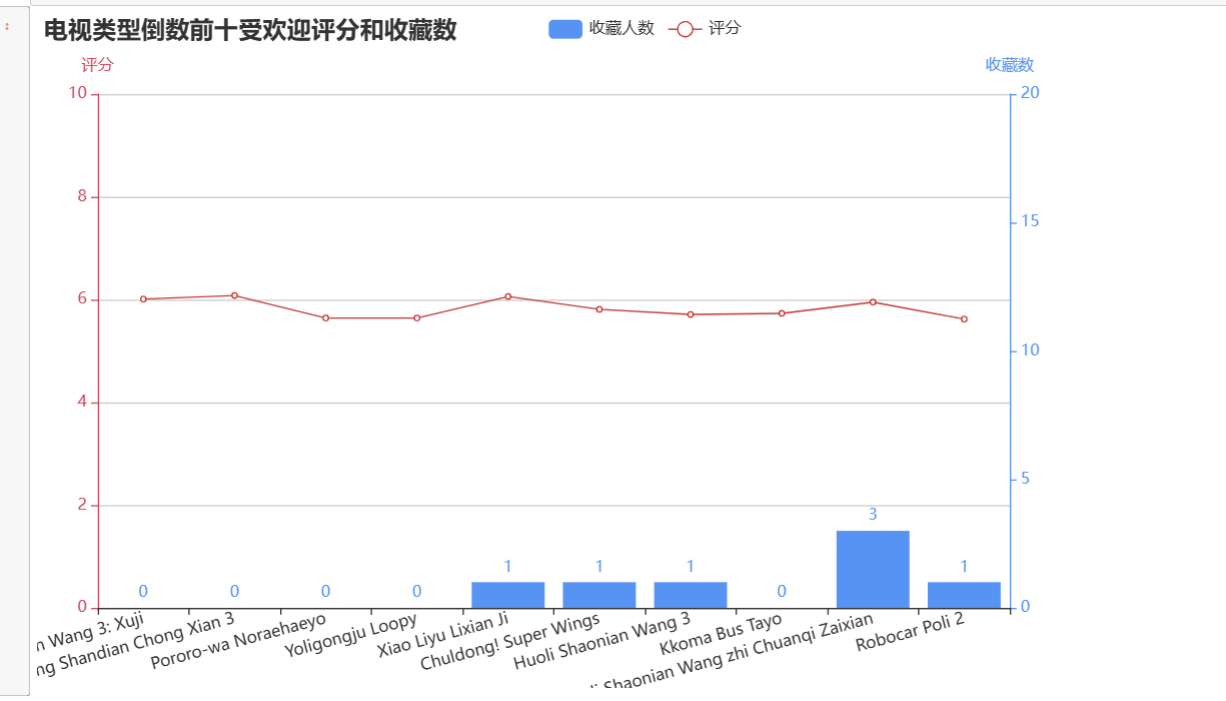 电视类型倒数前十受欢迎评分和收藏数
收藏人数
评分
评分
收藏数
10
8
6
4
2
0
20
15
10
5
0
0
0
0
0
1
1
1
0
3
1
Wang 3: Xuji
Shandian Chong Xian 3
Pororo-wa Noraehaeyo
Yoligongju Loopy
Xiao Liyu Lixian Ji
Chuldong! Super Wings
Huoli Shaonian Wang 3
Kkoma Bus Tayo
Shaonian Wang zhi Chuanqi Zaixian
Robocar Poli 2